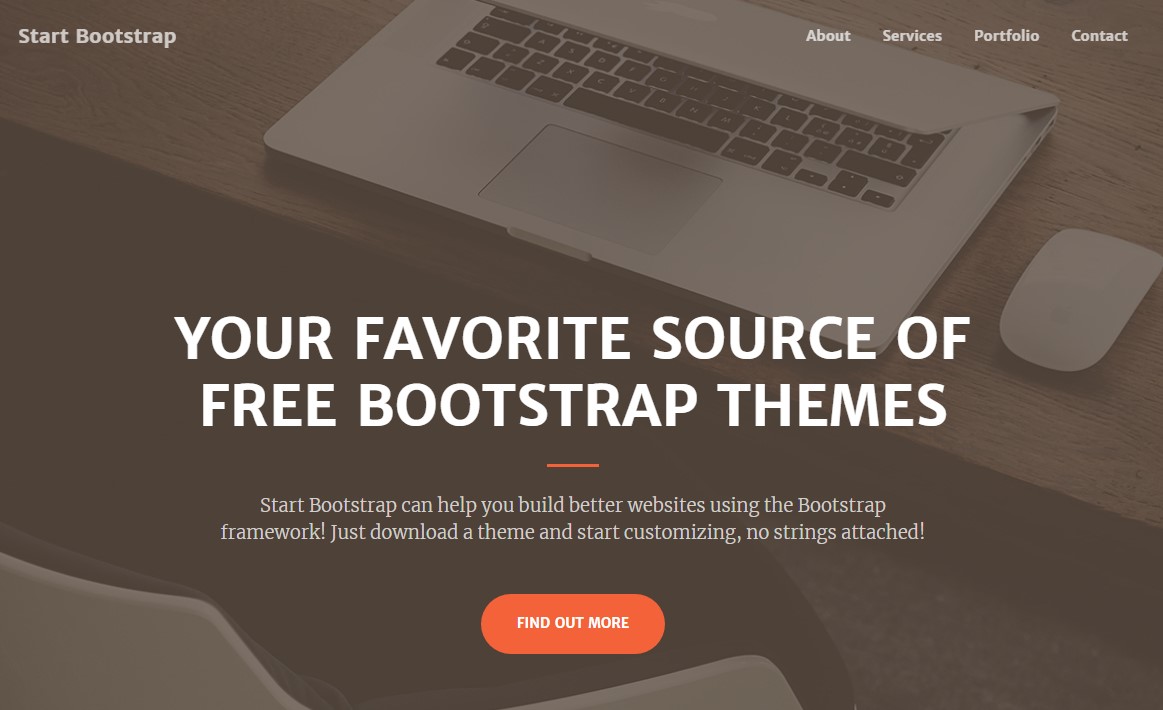 Start Bootstrap
About Services Portfolio Contact
YOUR FAVORITE SOURCE OF
FREE BOOTSTRAP THEMES
Start Bootstrap can help you build better websites using the Bootstrap
framework! Just download a theme and start customizing, no strings attached!
FIND OUT MORE